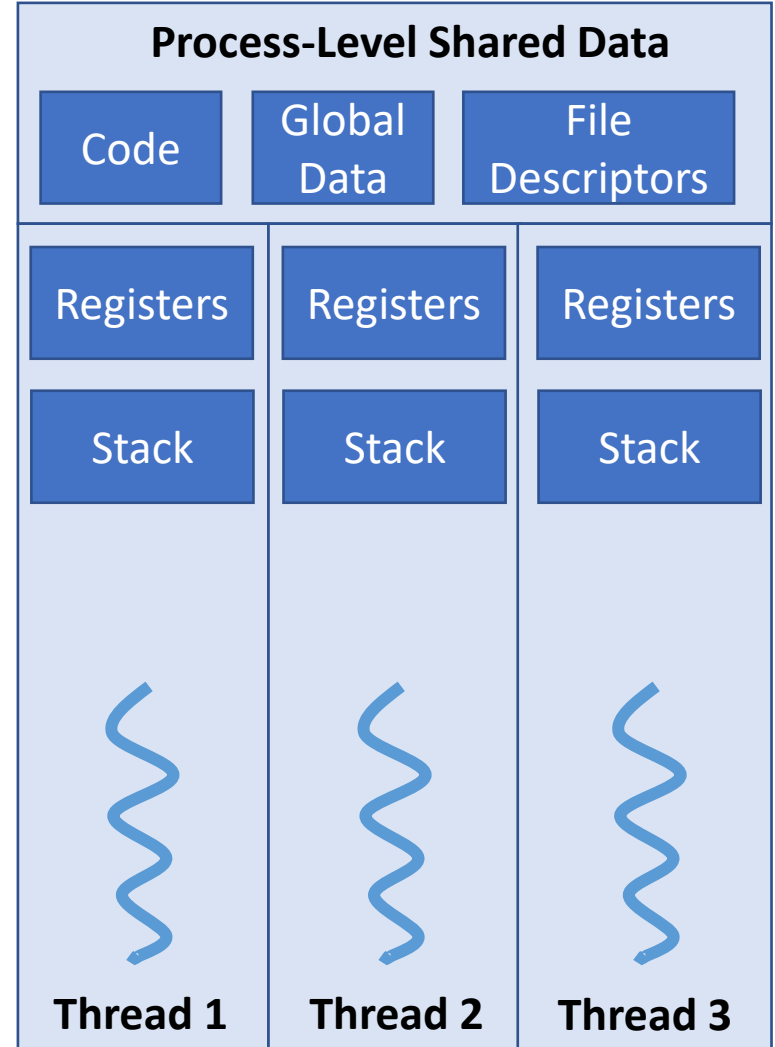 Process-Level Shared Data
Code
Global
Data
File
Descriptors
Registers
Registers
Registers
Stack
Stack
Stack
Thread 1
Thread 2
Thread 3